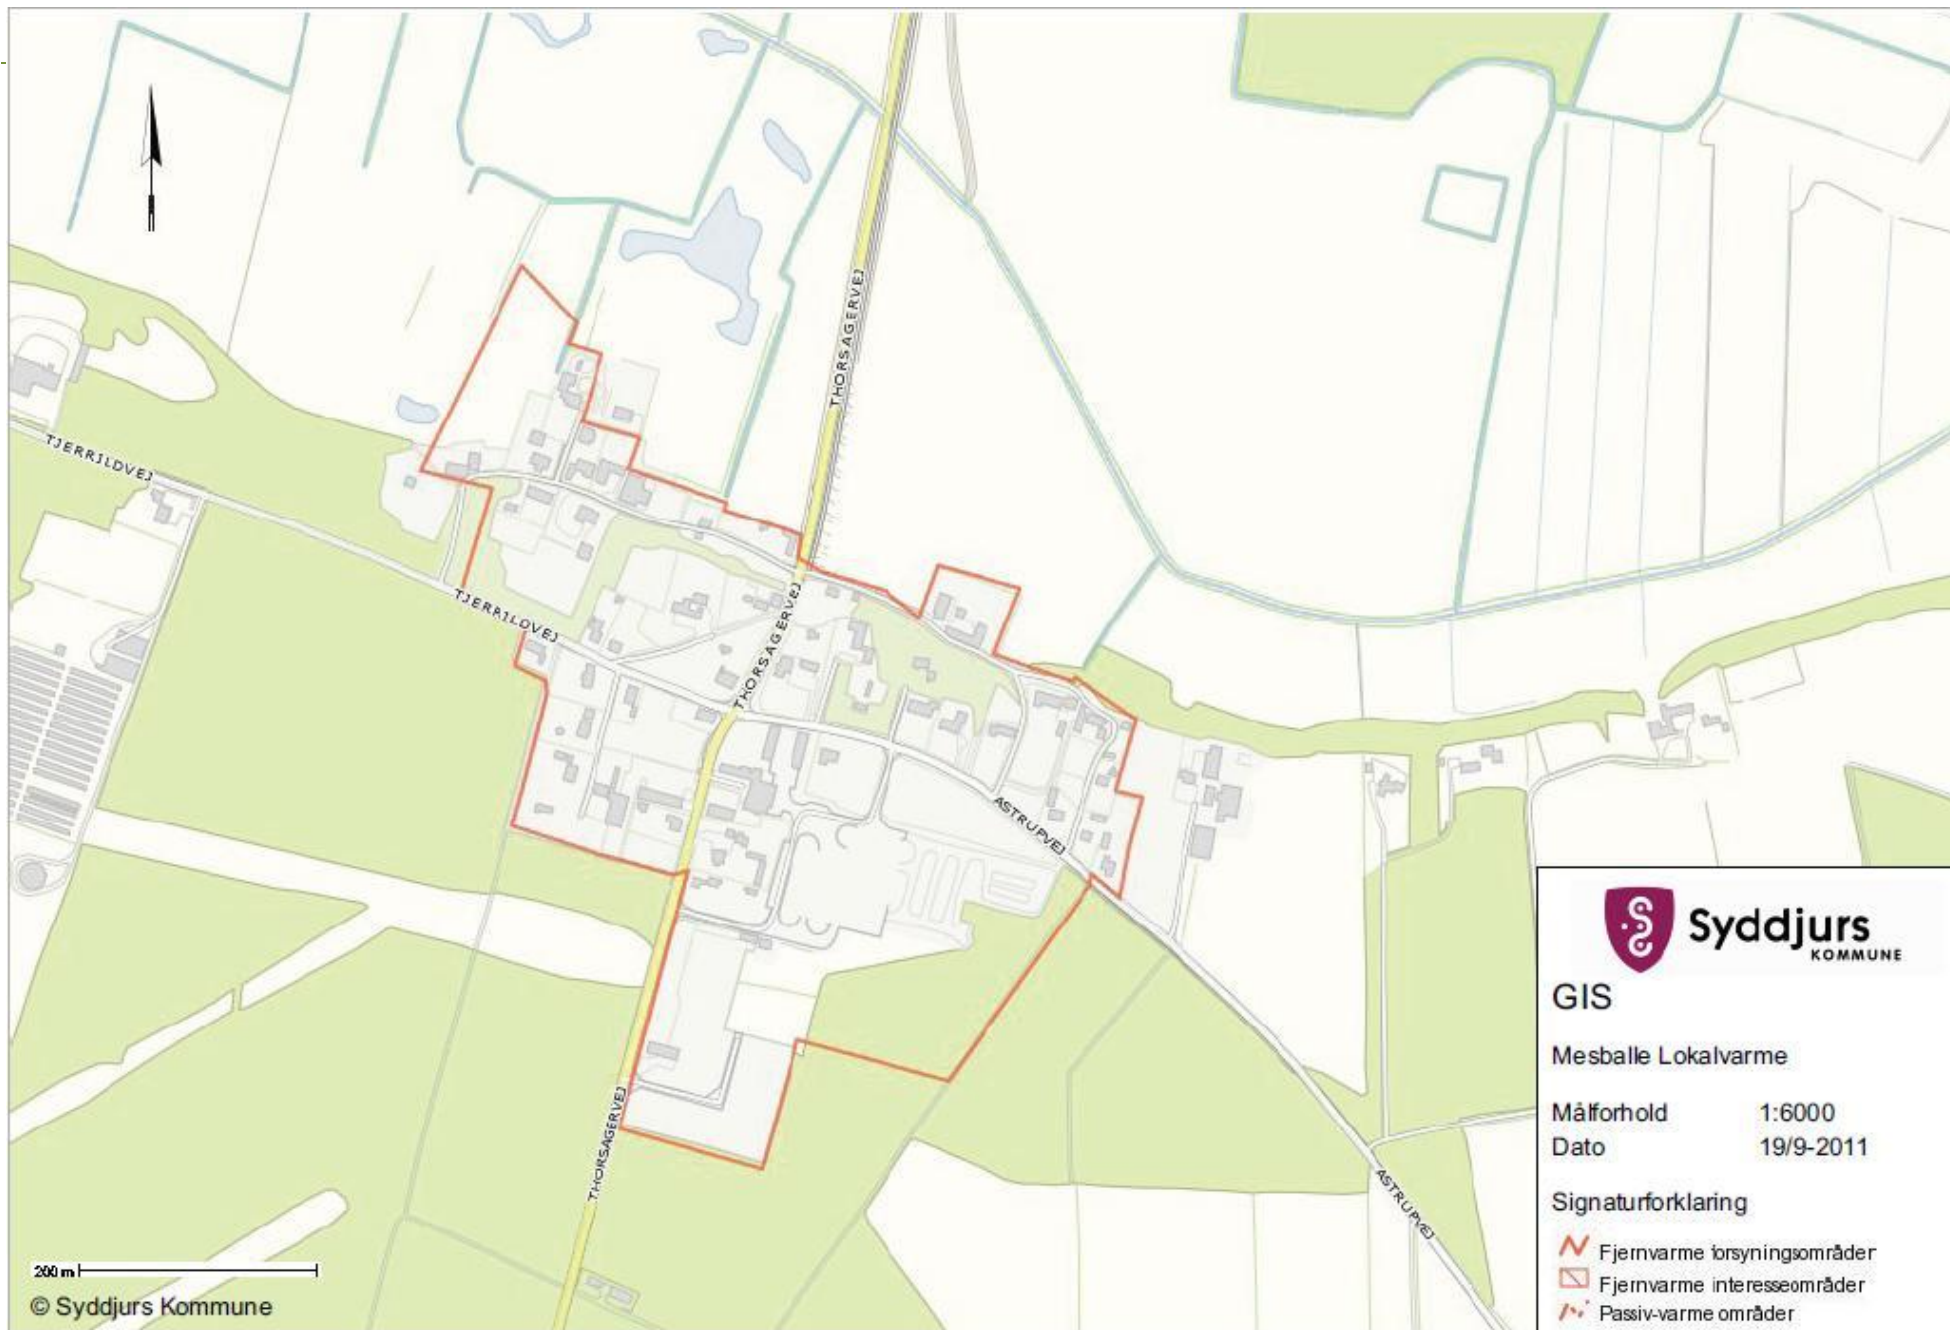 THORSAGERVEJ
TJERRILDVEJ
TJERRILDVEJ
THORSAGERVEJ
ASTRUPVEJ
THORSAGERVEJ
ASTRUPVEJ
200 m
© Syddjurs Kommune
Syddjurs
KOMMUNE
GIS
Mesballe Lokalvarme
Målforhold 1:6000
Dato 19/9-2011
Signaturforklaring
Fjernvarme forsyningsområder
Fjernvarme interesseområder
Passiv-varme områder